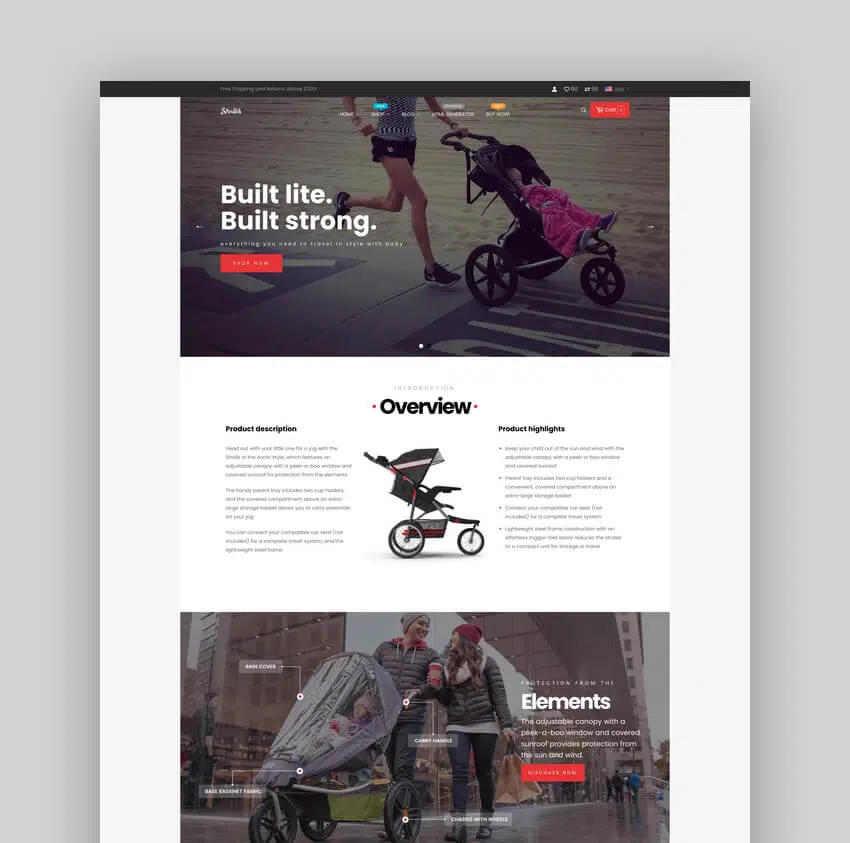 Free Shipping and Returns above
(0)
(0)
Cart
Strollik
HOME
SHOP
BLOG
HTML GENERATOR
BUY NOW!
Built lite.
Built strong.
everything you need to travel in style with baby
SHOP NOW
INTRODUCTION
Overview
Product description
Head out with your little one for a jog with the
Strollik in the Arctic style, which features an
adjustable canopy with a peek-a-boo window and
covered sunroof for protection from the elements.
The handy parent tray includes two cup holders
and the covered compartment above an extra-
large storage basket allows you to carry essentials
on your jog.
You can connect your compatible car seat (not
included) for a complete travel system, and the
lightweight steel frame.
Product highlights
• Keep your child out of the sun and wind with the
adjustable canopy with a peek-a-boo window
and covered sunroof
• Parent tray includes two cup holders and a
convenient, covered compartment above an
extra-large storage basket
• Connect your compatible car seat (not
included) for a complete travel system
• Lightweight steel frame construction with an
effortless trigger-fold easily reduces the stroller
to a compact unit for storage or travel
RAIN COVER
CARRY HANDLE
BASE BASSINET FABRIC
CHASSIS WITH WHEELS
PROTECTION FROM THE
Elements
The adjustable canopy with a
peek-a-boo window and covered
sunroof provides protection from
the sun and wind.
DISCOVER NOW